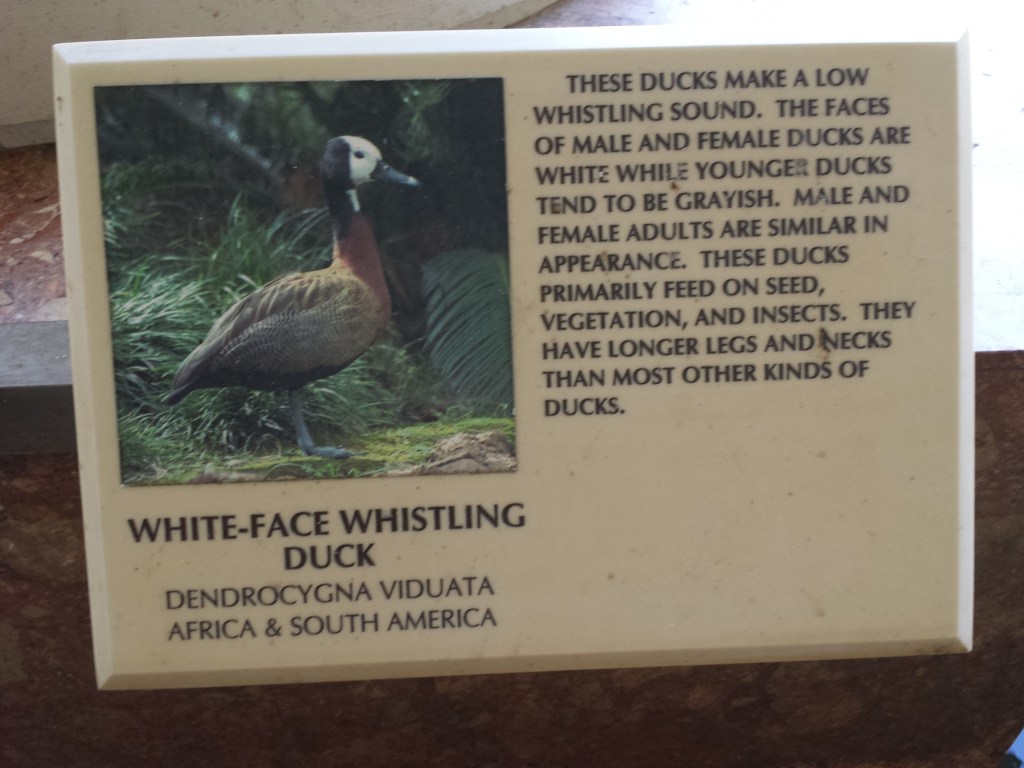 THESE DUCKS MAKE A LOW
WHISTLING SOUND. THE FACES
OF MALE AND FEMALE DUCKS ARE
WHITE WHILE YOUNGER DUCKS
TEND TO BE GRAYISH. MALE AND
FEMALE ADULTS ARE SIMILAR IN
APPEARANCE. THESE DUCKS
PRIMARILY FEED ON SEED,
VEGETATION, AND INSECTS. THEY
HAVE LONGER LEGS AND NECKS
THAN MOST OTHER KINDS OF
DUCKS.
WHITE-FACE WHISTLING
DUCK
DENDROCYGNA VIDUATA
AFRICA & SOUTH AMERICA